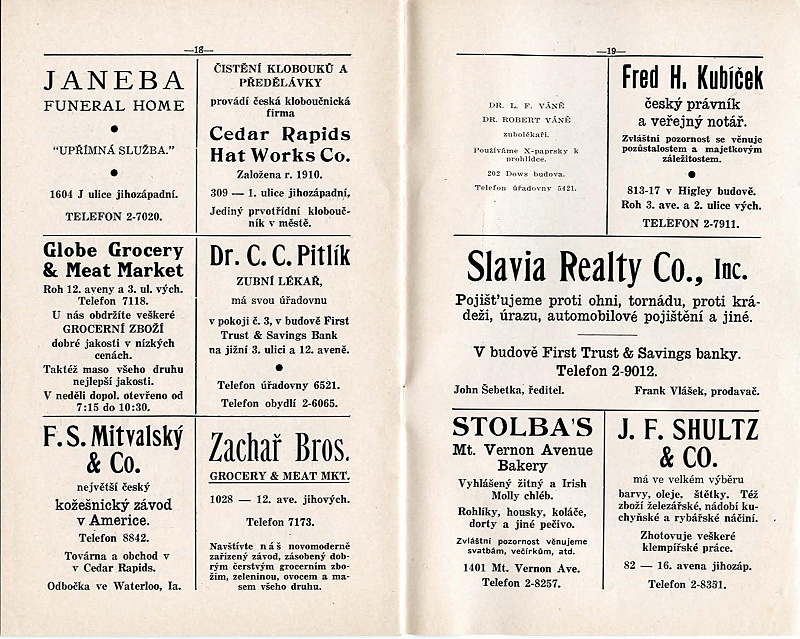 —18—
JANEBA
FUNERAL HOME
●
"UPŘÍMNÁ SLUŽBA."
●
1604 J ulice jihozápadní.
TELEFON 2-7020.
ČISTĚNÍ KLOBOUKŮ A
PŘEDĚLÁVKY
provádí česká kloboučnická
firma
Cedar Rapids
Hat Works Co.
Založena r. 1910.
309 — 1. ulice jihozápadní.
Jediný prvotřídní klobouč-
ník v městě.
Globe Grocery
& Meat Market
Roh 12. aveny a 3. ul. vých.
Telefon 7118.
U nás obdržíte veškeré
GROCERNÍ ZBOŽÍ
dobré jakosti v nízkých
cenách.
Taktéž maso všeho druhu
nejlepší jakosti.
V neděli dopol. otevřeno od
7:15 do 10:30.
Dr. C. C. Pitlík
ZUBNÍ LÉKAŘ,
má svou úřadovnu
v pokoji č. 3, v budově First
Trust & Savings Bank
na jižní 3. ulici a 12. aveně.
●
Telefon úřadovny 6521.
Telefon obydlí 2-6065.
F. S. Mitvalský
& Co.
největší český
kožešnický závod
v Americe.
Telefon 8842.
Továrna a obchod v
v Cedar Rapids.
Odbočka ve Waterloo, Ia.
Zachař Bros.
GROCERY & MEAT MKT.
1028 — 12. ave. jihových.
Telefon 7173.
Navštivte náš novomoderně
zařízený závod, zásobený dob-
rým čerstvým grocerním zbo-
žím, zeleninou, ovocem a ma-
sem všeho druhu.
—19—
DR. L. F. VÁNĚ
DR. ROBERT VÁNĚ
zubolékaři.
Používáme X-paprsky k
prohlídce.
202 Dows budova.
Telefon úřadovny 5421.
Fred H. Kubíček
český právník
a veřejný notář.
Zvláštní pozornost se věnuje
pozůstalostem a majetkovým
záležitostem.
●
813-17 v Higley budově.
Roh 3. ave. a 2. ulice vých.
TELEFON 2-7911.
Slavia Realty Co., Inc.
Pojišťujeme proti ohni, tornádu, proti krá-
deži, úrazu, automobilové pojištění a jiné.
V budově First Trust & Savings banky.
Telefon 2-9012.
John Šebetka, ředitel. Frank Vlášek, prodavač.
STOLBA'S
Mt. Vernon Avenue
Bakery
Vyhlášený žitný a Irish
Molly chléb.
Rohlíky, housky, koláče,
dorty a jiné pečivo.
Zvláštní pozornost věnujeme
svatbám, večírkům, atd.
1401 Mt. Vernon Ave.
Telefon 2-8257.
J. F. SHULTZ
& CO.
má ve velkém výběru
barvy, oleje, štětky. Též
zboží železářské, nádobí ku-
chyňské a rybářské náčiní.
Zhotovuje veškeré
klempířské práce.
82 — 16. avena jihozáp.
Telefon 2-8351.